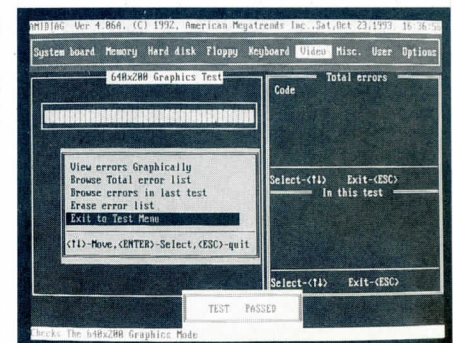 AMIDIAG Ver 4.06A, (C) 1992, American Megatrends Inc.,Sat,Oct 23,1993, 16:36:55
System board Memory Hard disk Floppy Keyboard Video Misc. User Options
640x200 Graphics Test
Total errors
Code
View errors Graphically
Browse Total error list
Browse errors in last test
Erase error list
Exit to Test Menu
<↑↓>-Move,<ENTER>-Select,<ESC>-quit
Select-<↑↓> Exit-<ESC>
In this test
Select-<↑↓> Exit-<ESC>
TEST PASSED
Checks The 640x200 Graphics Mode